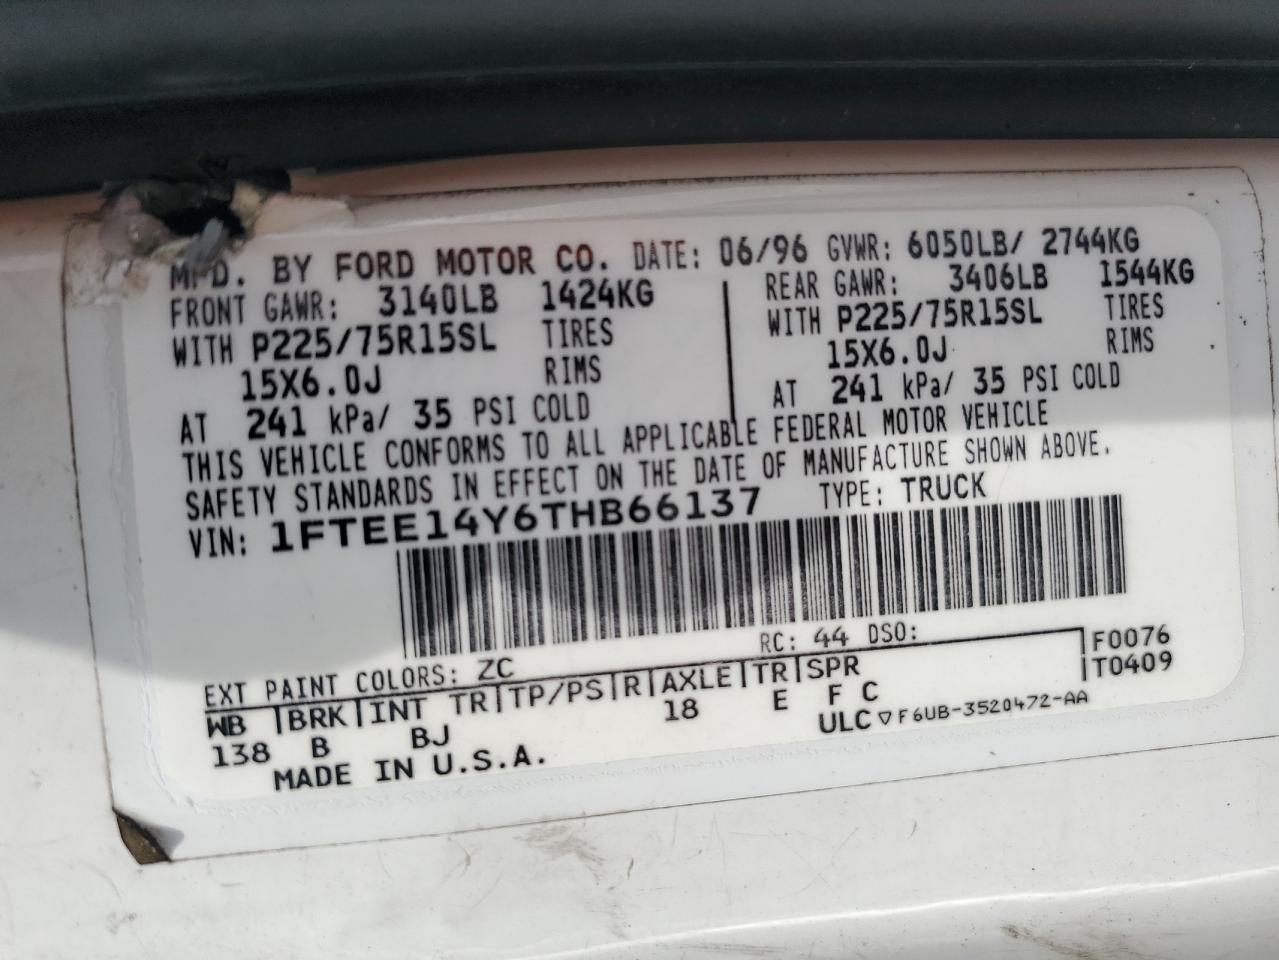 MFD. BY FORD MOTOR CO. DATE: 06/96 GVWR: 6050LB/ 2744KG
FRONT GAWR: 3140LB 1424KG REAR GAWR: 3406LB 1544KG
WITH P225/75R15SL TIRES WITH P225/75R15SL TIRES
15X6.0J RIMS 15X6.0J RIMS
AT 241 kPa/ 35 PSI COLD AT 241 kPa/ 35 PSI COLD
THIS VEHICLE CONFORMS TO ALL APPLICABLE FEDERAL MOTOR VEHICLE
SAFETY STANDARDS IN EFFECT ON THE DATE OF MANUFACTURE SHOWN ABOVE.
VIN: 1FTEE14Y6THB66137 TYPE: TRUCK
EXT PAINT COLORS: ZC RC: 44 DSO: F0076
WB BRK INT TR TP/PS R AXLE TR SPR T0409
138 B BJ 18 E F C
MADE IN U.S.A. ULC ▽ F6UB-3520472-AA